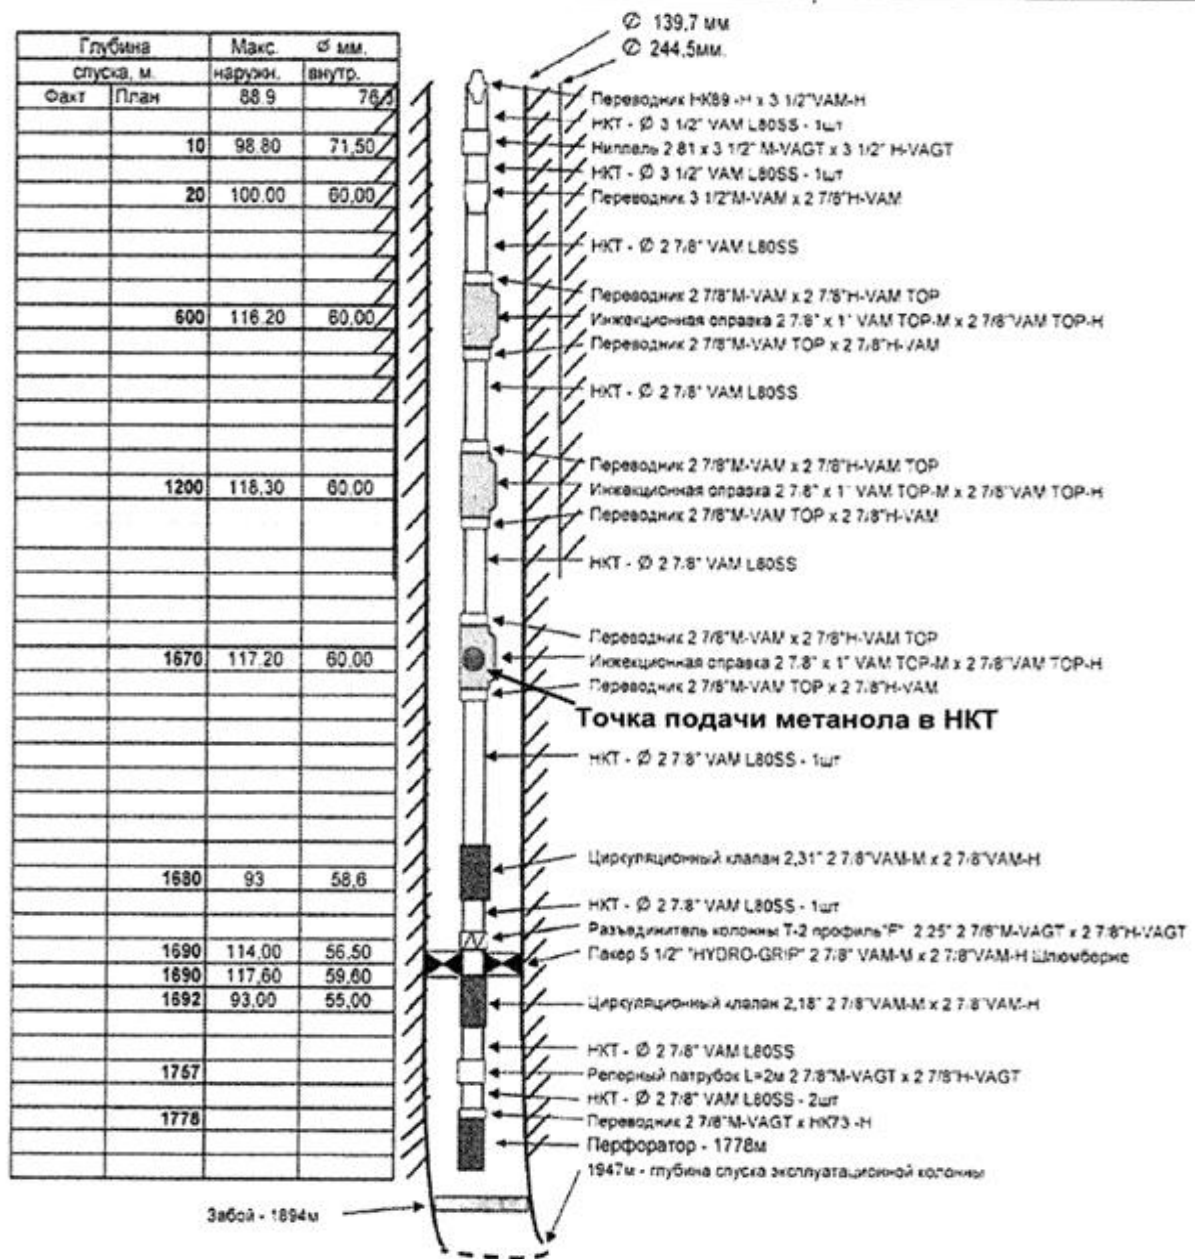 Ø 139,7 мм
Ø 244,5мм.
Глубина Макс. Ø мм.
спуска, м. наружн. внутр.
Факт План 88.9
10 98.80 71,50
20 100.00 60,00
600 116.20 60,00
1200 118,30 60,00
1670 117.20 60,00
1680 93 58,6
1690 114,00 56,50
1690 117,60 59,60
1692 93,00 55,00
1767
1778
Переводник НК89 -Н х 3 1/2"VAM-H
НКТ - Ø 3 1/2" VAM L80SS - 1шт
Ниппель 2 81 х 3 1/2" M-VAGT х 3 1/2" H-VAGT
НКТ - Ø 3 1/2" VAM L80SS - 1шт
Переводник 3 1/2"M-VAM х 2 7/8"H-VAM
НКТ - Ø 2 7/8" VAM L80SS
Переводник 2 7/8"M-VAM х 2 7/8"H-VAM TOP
Инжекционная оправка 2 7/8" х 1" VAM TOP-M х 2 7/8"VAM TOP-H
Переводник 2 7/8"M-VAM TOP х 2 7/8"H-VAM
НКТ - Ø 2 7/8" VAM L80SS
Переводник 2 7/8"M-VAM х 2 7/8"H-VAM TOP
Инжекционная оправка 2 7/8" х 1" VAM TOP-M х 2 7/8"VAM TOP-H
Переводник 2 7/8"M-VAM TOP х 2 7/8"H-VAM
НКТ - Ø 2 7/8" VAM L80SS
Переводник 2 7/8"M-VAM х 2 7/8"H-VAM TOP
Инжекционная оправка 2 7/8" х 1" VAM TOP-M х 2 7/8"VAM TOP-H
Переводник 2 7/8"M-VAM TOP х 2 7/8"H-VAM
Точка подачи метанола в НКТ
НКТ - Ø 2 7/8" VAM L80SS - 1шт
Циркуляционный клапан 2,31" 2 7/8"VAM-M х 2 7/8"VAM-H
НКТ - Ø 2 7/8" VAM L80SS - 1шт
Разъединитель колонны Т-2 профиль"F" 2 25" 2 7/8"M-VAGT х 2 7/8"H-VAGT
Пакер 5 1/2" "HYDRO-GRIP" 2 7/8" VAM-M х 2 7/8"VAM-H Шлюмберже
Циркуляционный клапан 2,18" 2 7/8"VAM-M х 2 7/8"VAM-H
НКТ - Ø 2 7/8" VAM L80SS
Реперный патрубок L=2м 2 7/8"M-VAGT х 2 7/8"H-VAGT
НКТ - Ø 2 7/8" VAM L80SS - 2шт
Переводник 2 7/8"M-VAGT х НК73 -Н
Перфоратор - 1778м
1947м - глубина спуска эксплуатационной колонны
Забой - 1894м